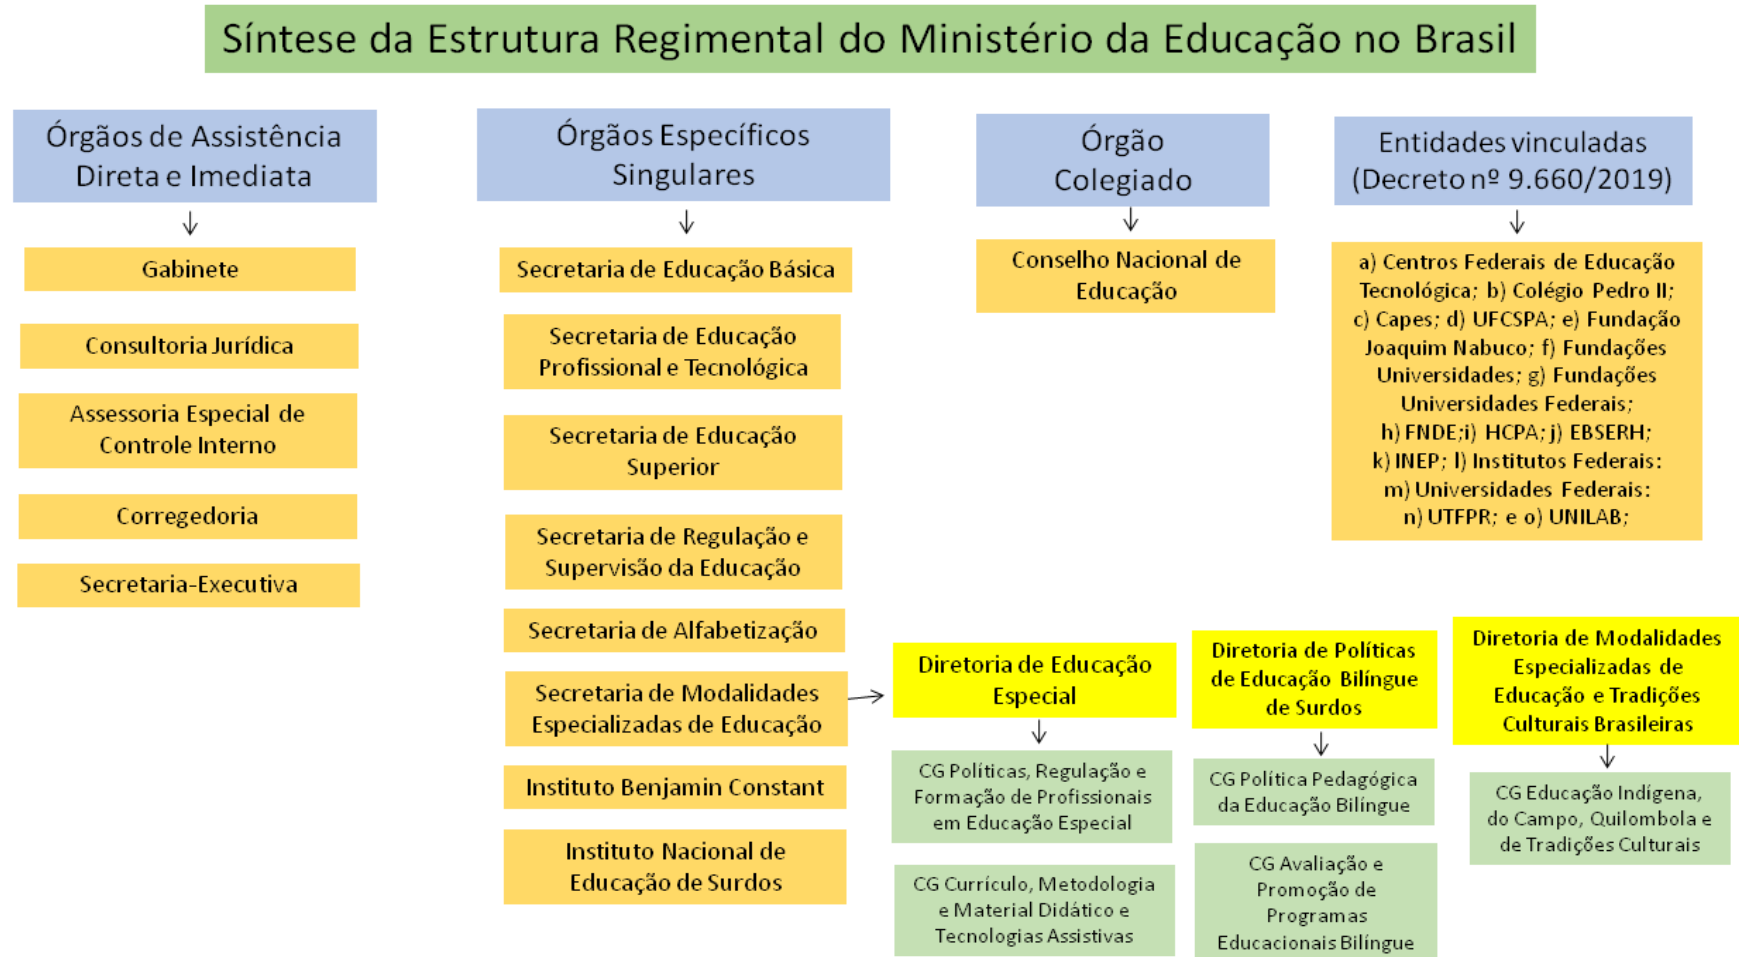 Síntese da Estrutura Regimental do Ministério da Educação no Brasil
Órgãos de Assistência
Direta e Imediata
Gabinete
Consultoria Jurídica
Assessoria Especial de
Controle Interno
Corregedoria
Secretaria-Executiva
Órgãos Específicos
Singulares
Secretaria de Educação Básica
Secretaria de Educação
Profissional e Tecnológica
Secretaria de Educação
Superior
Secretaria de Regulação e
Supervisão da Educação
Secretaria de Alfabetização
Secretaria de Modalidades
Especializadas de Educação
Instituto Benjamin Constant
Instituto Nacional de
Educação de Surdos
Órgão
Colegiado
Conselho Nacional de
Educação
Entidades vinculadas
(Decreto nº 9.660/2019)
a) Centros Federais de Educação
Tecnológica; b) Colégio Pedro II;
c) Capes; d) UFCSPA; e) Fundação
Joaquim Nabuco; f) Fundações
Universidades; g) Fundações
Universidades Federais;
h) FNDE;i) HCPA; j) EBSERH;
k) INEP; l) Institutos Federais:
m) Universidades Federais:
n) UTFPR; e o) UNILAB;
Diretoria de Educação
Especial
CG Políticas, Regulação e
Formação de Profissionais
em Educação Especial
CG Currículo, Metodologia
e Material Didático e
Tecnologias Assistivas
Diretoria de Políticas
de Educação Bilíngue
de Surdos
CG Política Pedagógica
da Educação Bilíngue
CG Avaliação e
Promoção de
Programas
Educacionais Bilíngue
Diretoria de Modalidades
Especializadas de
Educação e Tradições
Culturais Brasileiras
CG Educação Indígena,
do Campo, Quilombola e
de Tradições Culturais